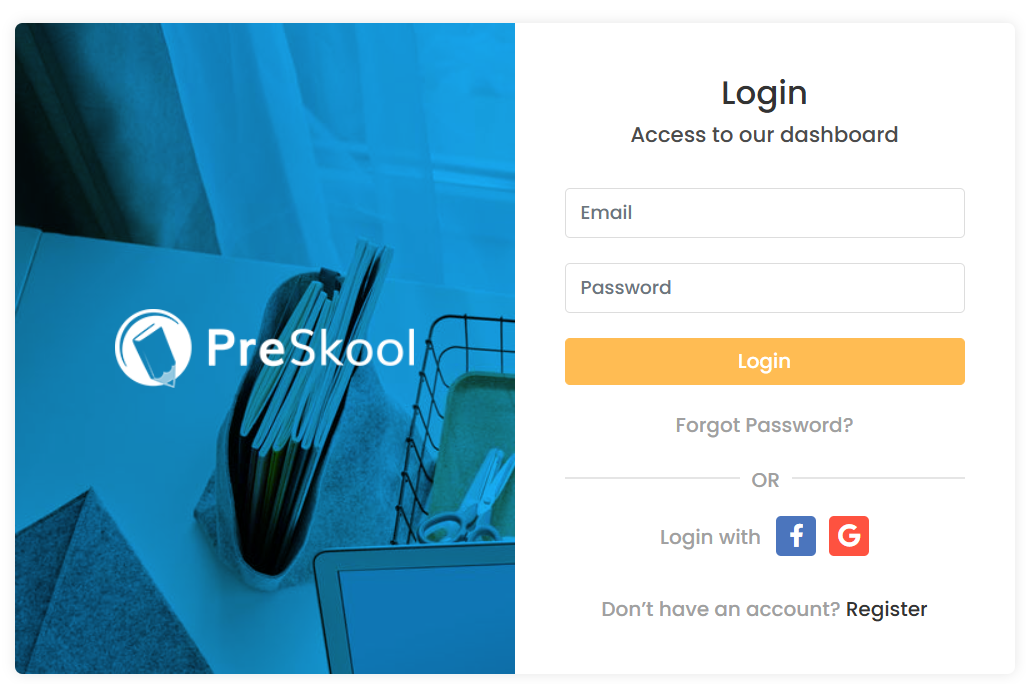 PreSkool
Login
Access to our dashboard
Email
Password
Login
Forgot Password?
OR
Login with
Don’t have an account? Register